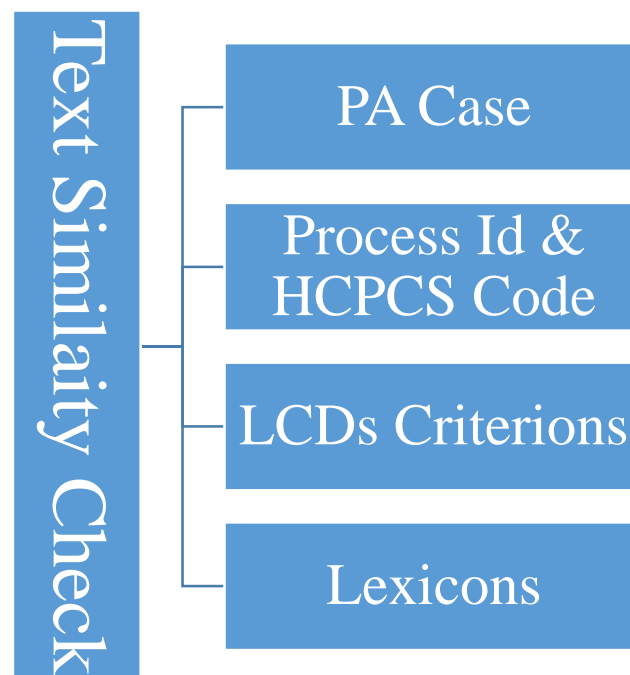 Text Similaity Check
PA Case
Process Id &
HCPCS Code
LCDs Criterions
Lexicons